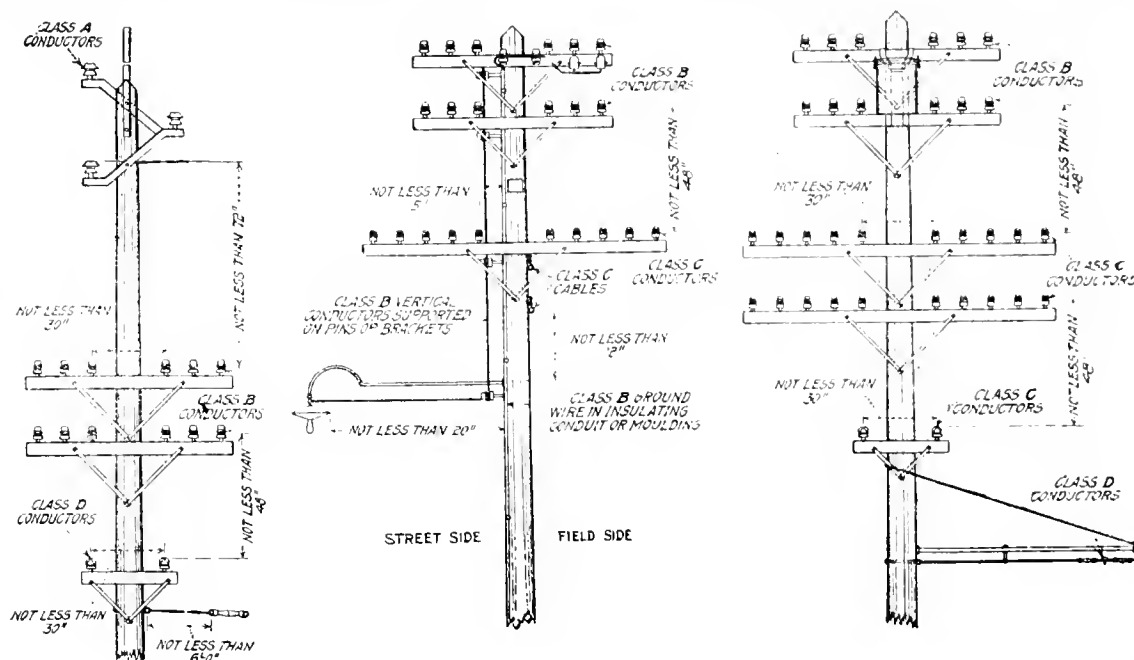 CLASS A
CONDUCTORS
NOT LESS THAN 72"
NOT LESS THAN
30"
CLASS B
CONDUCTORS
NOT LESS THAN
48"
CLASS D
CONDUCTORS
NOT LESS THAN
30"
NOT LESS THAN
CLASS B
CONDUCTORS
NOT LESS THAN
48"
NOT LESS THAN
5"
CLASS C
CONDUCTORS
CLASS C
CABLES
CLASS B VERTICAL
CONDUCTORS SUPPORTED
ON PINS OR BRACKETS
NOT LESS THAN
CLASS B GROUND
WIRE IN INSULATING
CONDUIT OR MOULDING
NOT LESS THAN 20"
STREET SIDE
FIELD SIDE
CLASS B
CONDUCTORS
NOT LESS THAN
48"
NOT LESS THAN
30"
CLASS C
CONDUCTORS
NOT LESS THAN
48"
NOT LESS THAN
30"
CLASS C
CONDUCTORS
CLASS D
CONDUCTORS